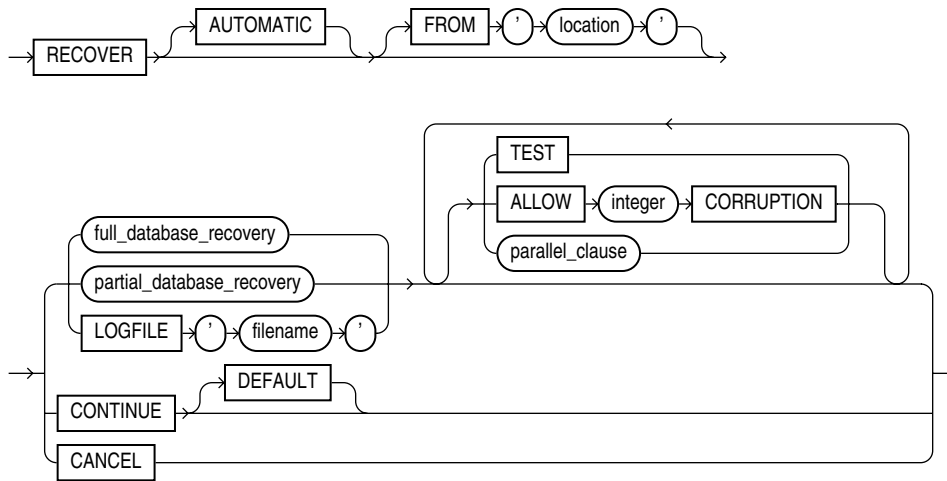 RECOVER AUTOMATIC FROM ' location '
TEST
ALLOW integer CORRUPTION
parallel_clause
full_database_recovery
partial_database_recovery
LOGFILE ' filename '
CONTINUE DEFAULT
CANCEL